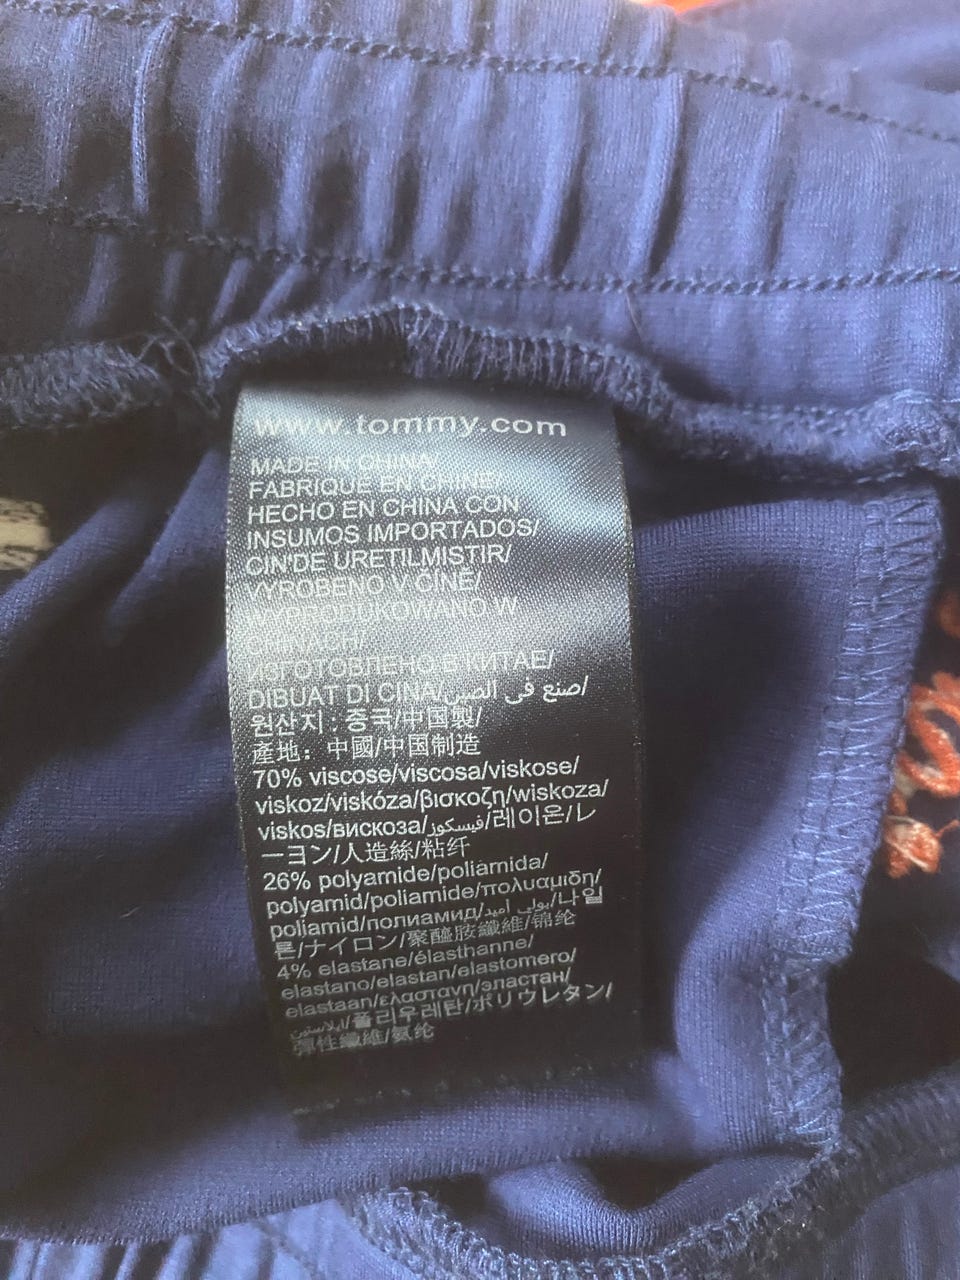 www.tommy.com
MADE IN CHINA/
FABRIQUE EN CHINE/
HECHO EN CHINA CON
INSUMOS IMPORTADOS/
CIN'DE URETILMISTIR/
VYROBENO V ČÍNĚ/
WYPRODUKOWANO W
CHINACH/
ИЗГОТОВЛЕНО В КИТАЕ/
DIBUAT DI CINA/صنع في الصين/
원산지 : 중국/中国製/
產地: 中國/中国制造
70% viscose/viscosa/viskose/
viskoz/viskóza/βισκοζη/wiskoza/
viskos/вискоза/فيسكوز/레이온/レ
ーヨン/人造絲/粘纤
26% polyamide/poliamida/
polyamid/poliamide/πολυαμιδη/
poliamid/полиамид/بولي أميد/나일
론/ナイロン/聚醯胺纖維/锦纶
4% elastane/élasthanne/
elastano/elastan/elastomero/
elastaan/ελαστανη/эластан/
ايلاستين/폴리우레탄/ポリウレタン/
彈性纖維/氨纶